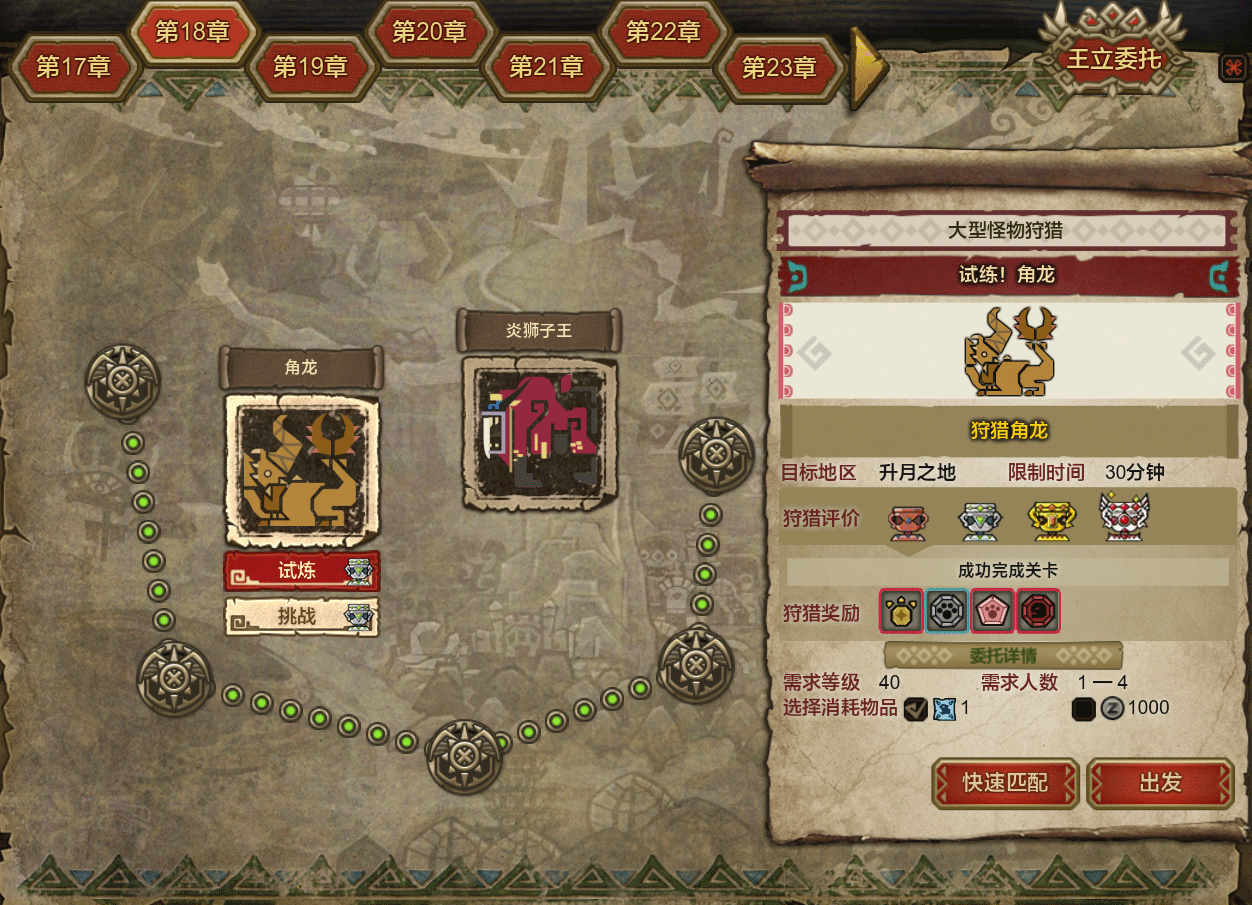 第17章
第18章
第19章
第20章
第21章
第22章
第23章
王立委托
大型怪物狩猎
试练！角龙
狩猎角龙
目标地区 升月之地 限制时间 30分钟
狩猎评价
成功完成关卡
狩猎奖励
委托详情
需求等级 40 需求人数 1 — 4
选择消耗物品 1 Z 1000
快速匹配 出发
角龙
试炼
挑战
炎狮子王